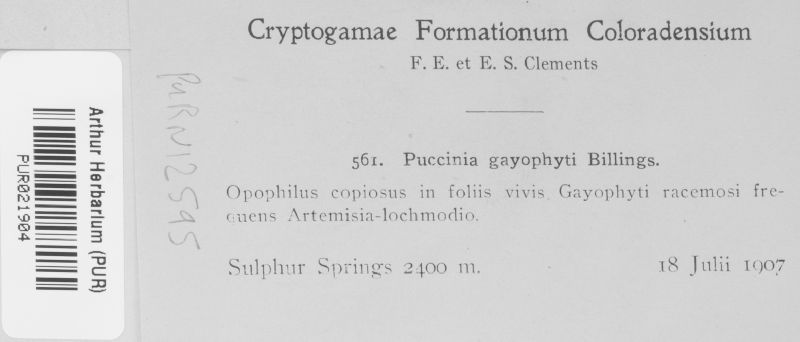 Cryptogamae Formationum Coloradensium
F. E. et E. S. Clements
561. Puccinia gayophyti Billings.
Opophilus copiosus in foliis vivis Gayophyti racemosi fre-
quens Artemisia-lochmodio.
Sulphur Springs 2400 m.
18 Julii 1907
PURN12595
Arthur Herbarium (PUR)
PUR021904